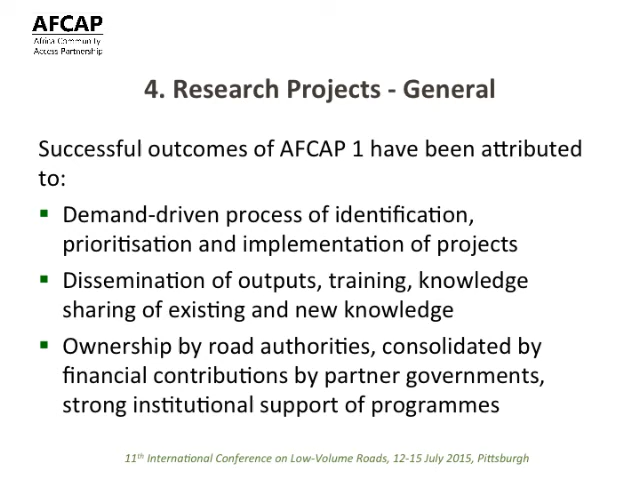 AFCAP
Africa Community
Access Partnership
4. Research Projects - General
Successful outcomes of AFCAP 1 have been attributed
to:
▪ Demand-driven process of identification,
prioritisation and implementation of projects
▪ Dissemination of outputs, training, knowledge
sharing of existing and new knowledge
▪ Ownership by road authorities, consolidated by
financial contributions by partner governments,
strong institutional support of programmes
11th International Conference on Low-Volume Roads, 12-15 July 2015, Pittsburgh